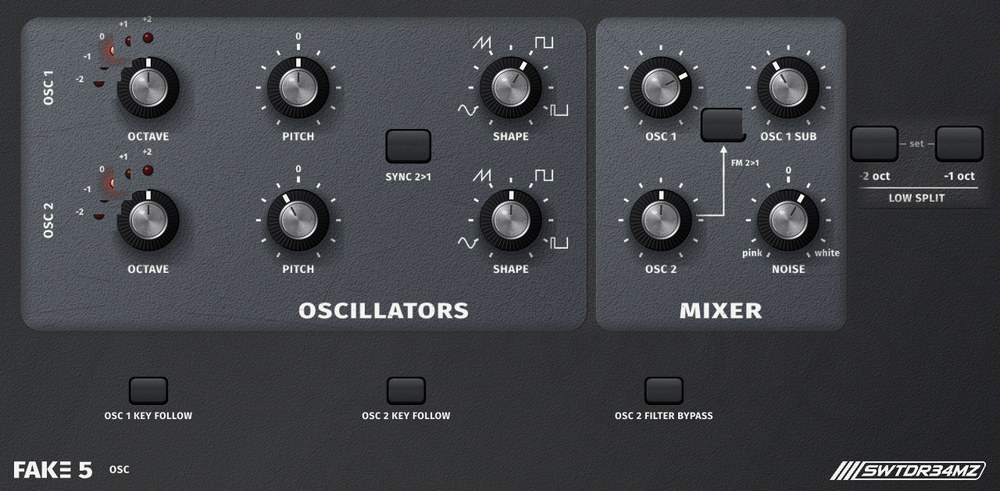 OSC 1
-2
-1
0
+1
+2
OCTAVE
0
PITCH
SHAPE
OSC 2
-2
-1
0
+1
+2
OCTAVE
0
PITCH
SHAPE
SYNC 2>1
OSCILLATORS
OSC 1
OSC 1 SUB
FM 2>1
OSC 2
0
pink
white
NOISE
MIXER
set
-2 oct
-1 oct
LOW SPLIT
OSC 1 KEY FOLLOW
OSC 2 KEY FOLLOW
OSC 2 FILTER BYPASS
FAKE 5
OSC
SWTDR34MZ